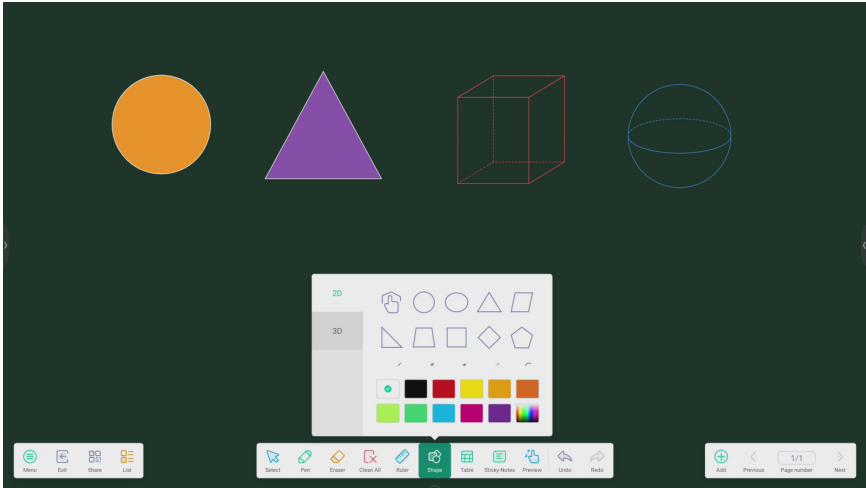 2D
3D
Menu
Exit
Share
List
Select
Pen
Eraser
Clean All
Ruler
Shape
Table
Sticky-Notes
Preview
Undo
Redo
Add
Previous
1/1
Page number
Next